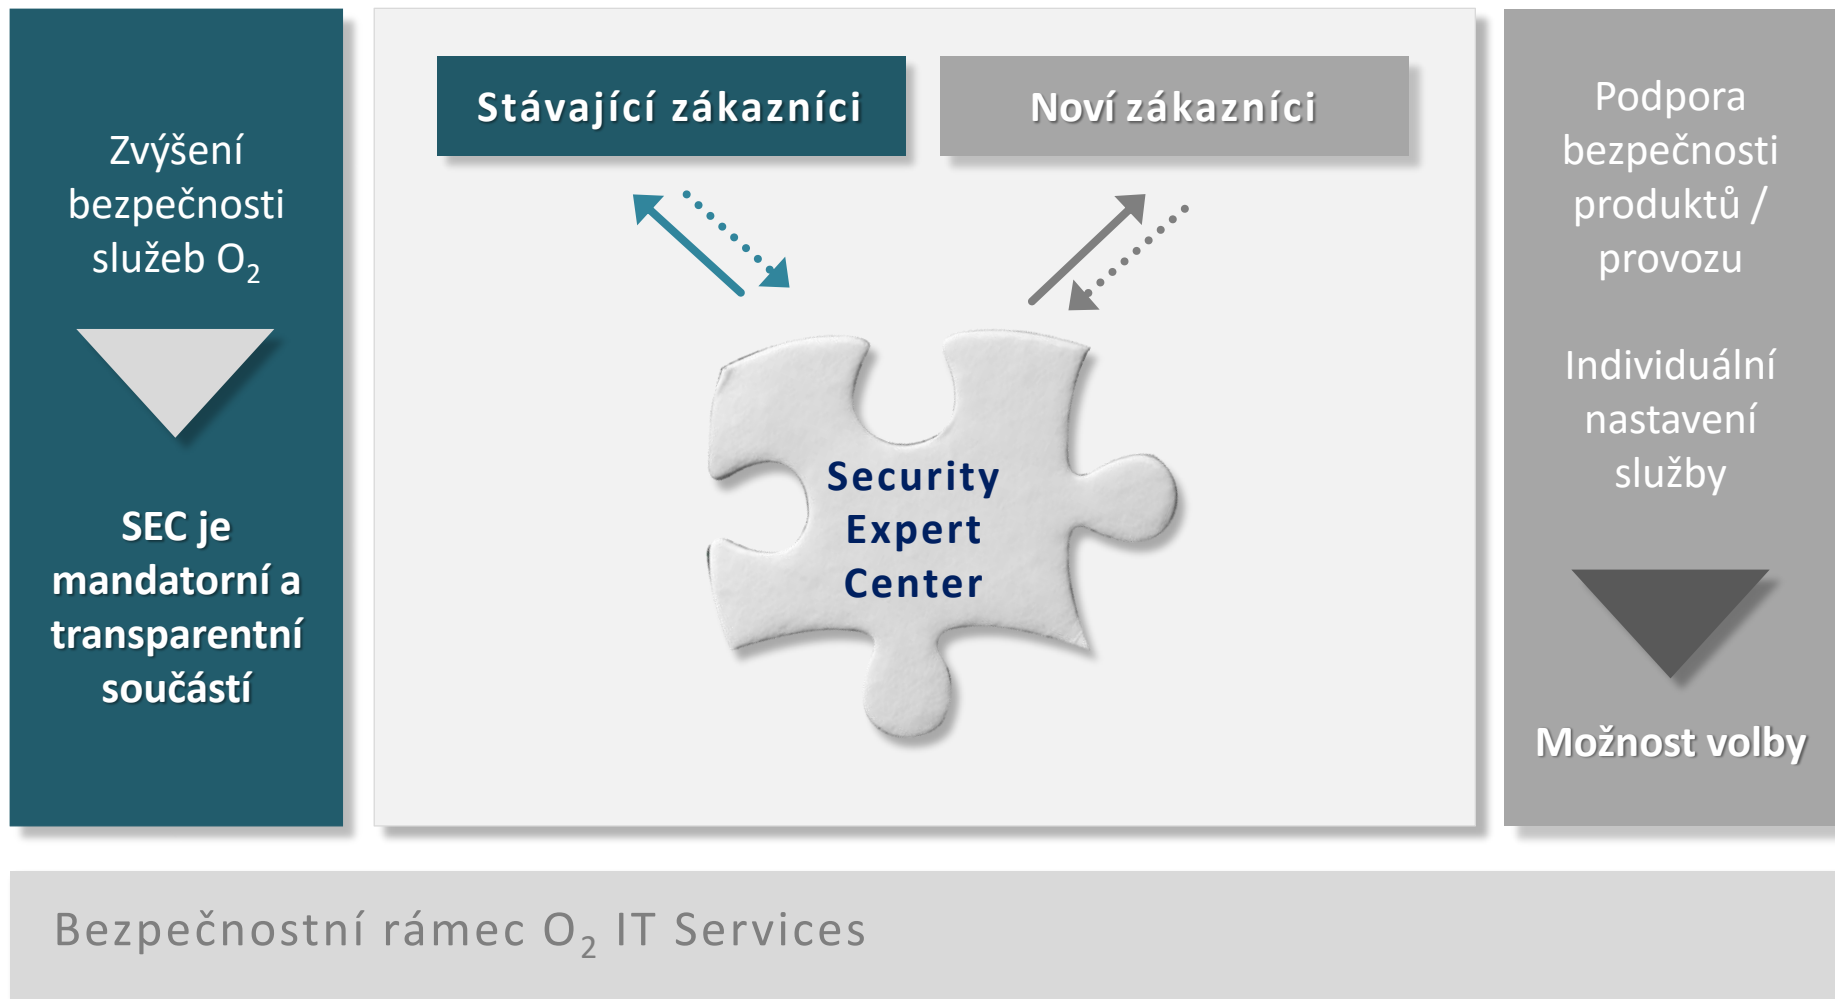 Zvýšení
bezpečnosti
služeb O₂
SEC je
mandatorní a
transparentní
součástí
Stávající zákazníci
Noví zákazníci
Security
Expert
Center
Podpora
bezpečnosti
produktů /
provozu
Individuální
nastavení
služby
Možnost volby
Bezpečnostní rámec O₂ IT Services